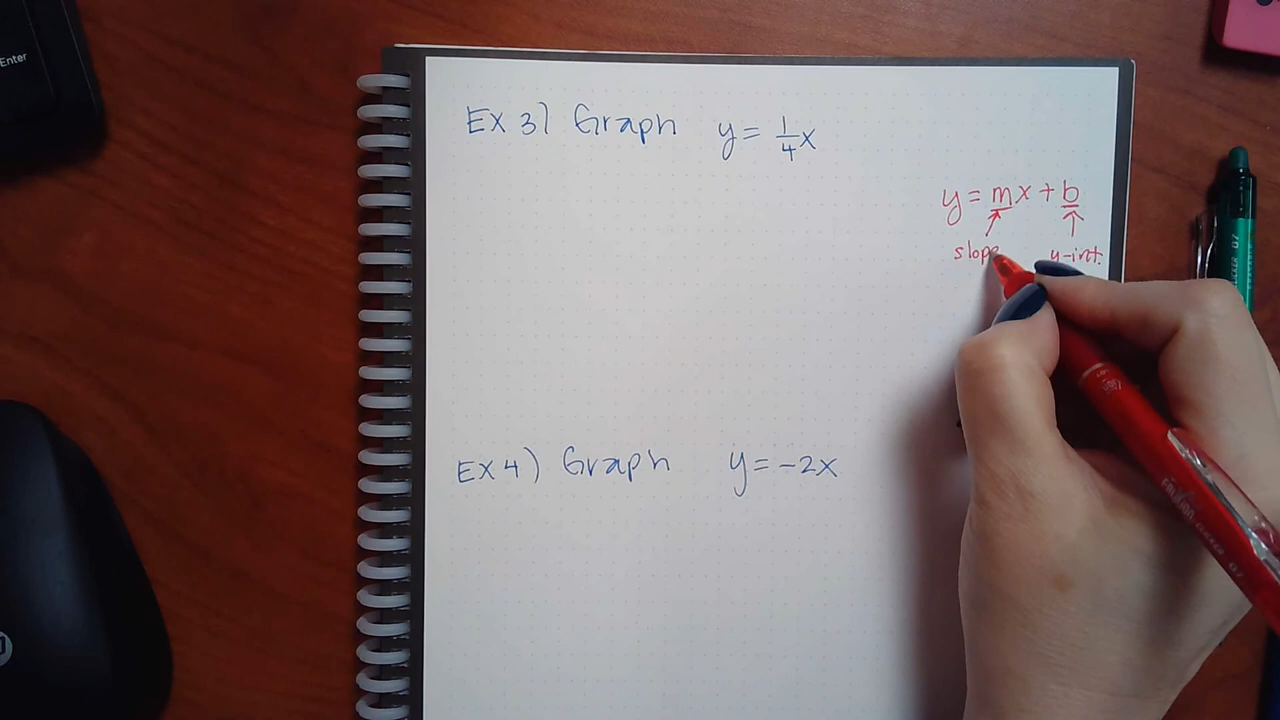 Enter
Ex 3) Graph y = 1/4 x
y = mx + b
slope y-int.
Ex 4) Graph y = -2x